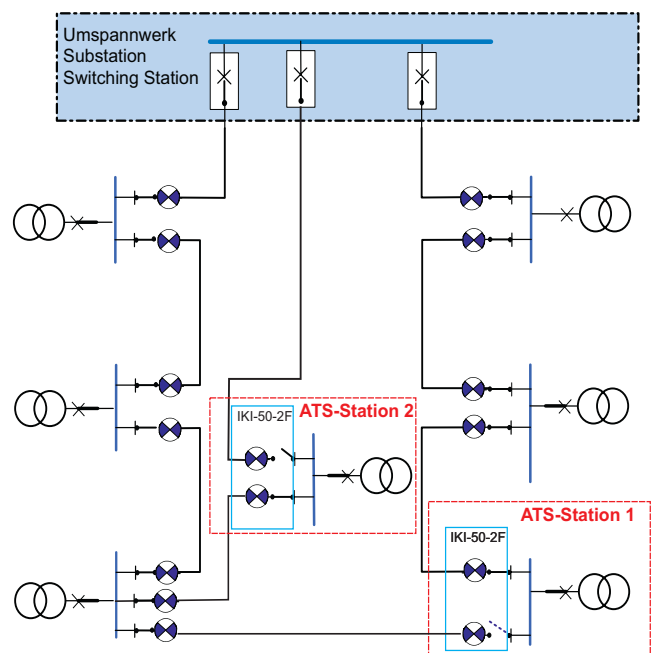 Umspannwerk
Substation
Switching Station
ATS-Station 2
IKI-50-2F
ATS-Station 1
IKI-50-2F